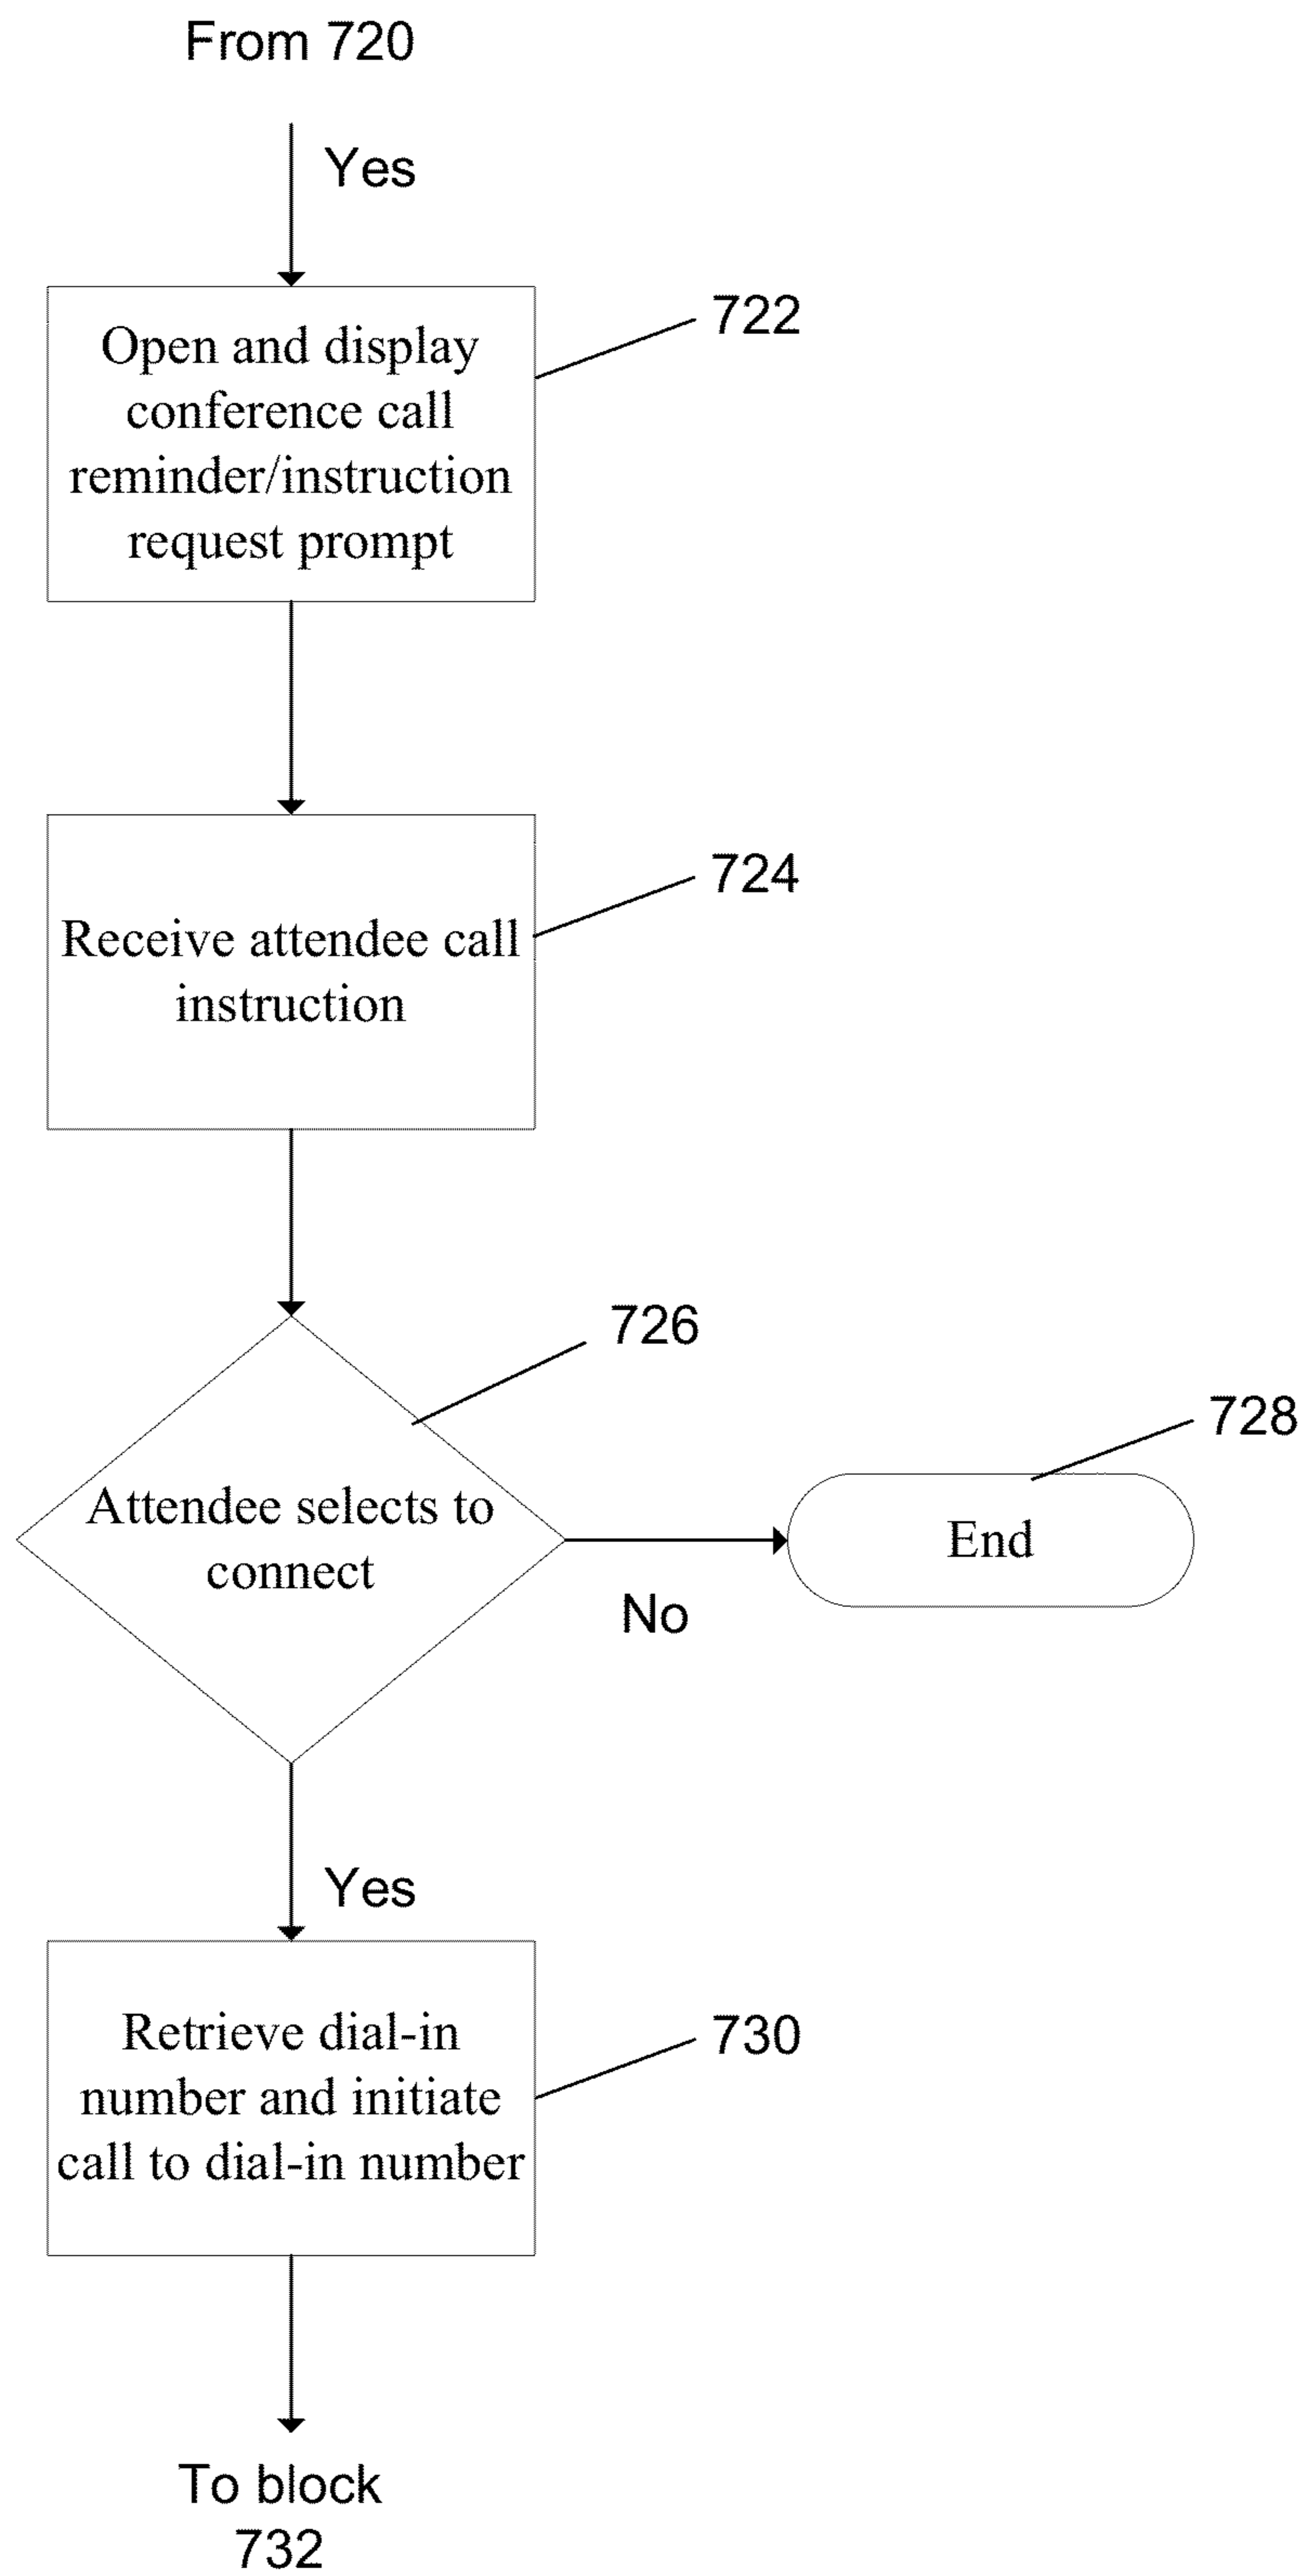 From 720
Yes
722
Open and display
conference call
reminder/instruction
request prompt
724
Receive attendee call
instruction
726
728
Attendee selects to
connect
End
No
Yes
730
Retrieve dial-in
number and initiate
call to dial-in number
To block
732